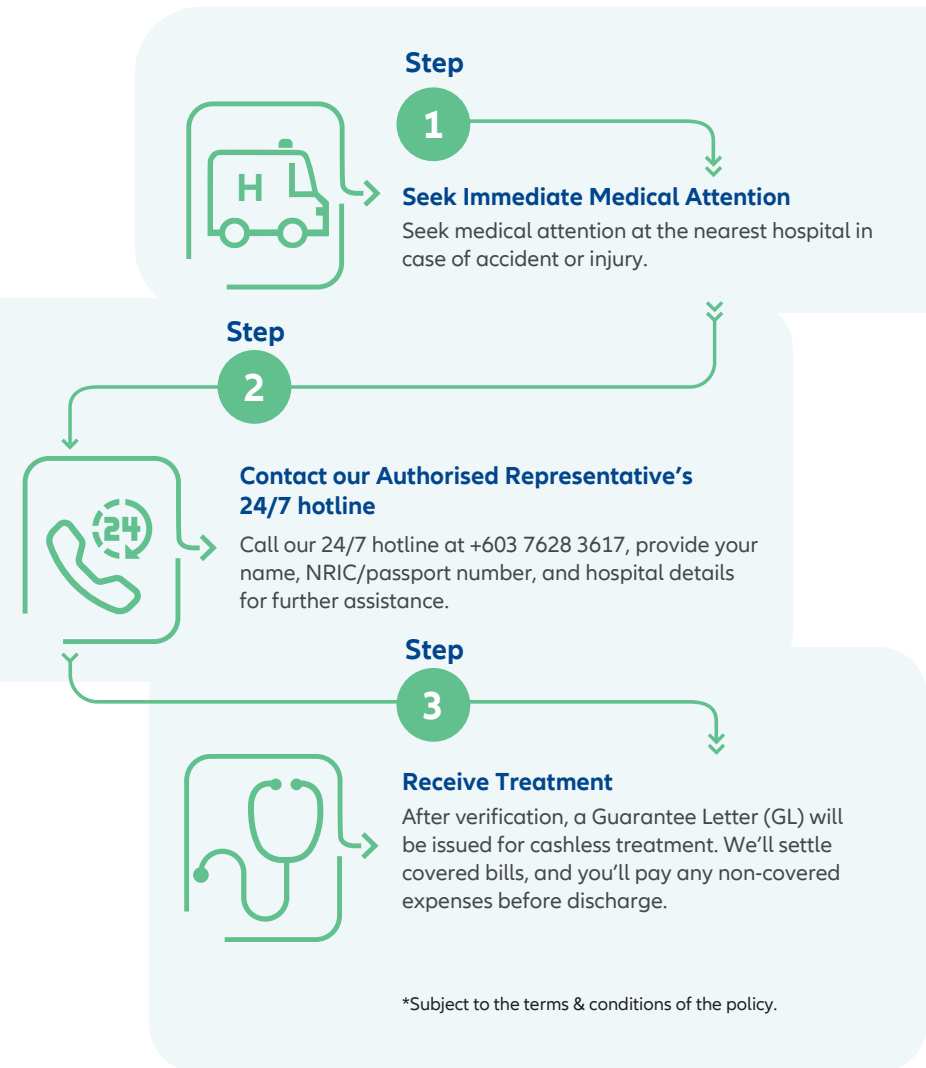 Step
1
H
Seek Immediate Medical Attention
Seek medical attention at the nearest hospital in
case of accident or injury.
Step
2
24
Contact our Authorised Representative’s
24/7 hotline
Call our 24/7 hotline at +603 7628 3617, provide your
name, NRIC/passport number, and hospital details
for further assistance.
Step
3
Receive Treatment
After verification, a Guarantee Letter (GL) will
be issued for cashless treatment. We’ll settle
covered bills, and you’ll pay any non-covered
expenses before discharge.
*Subject to the terms & conditions of the policy.